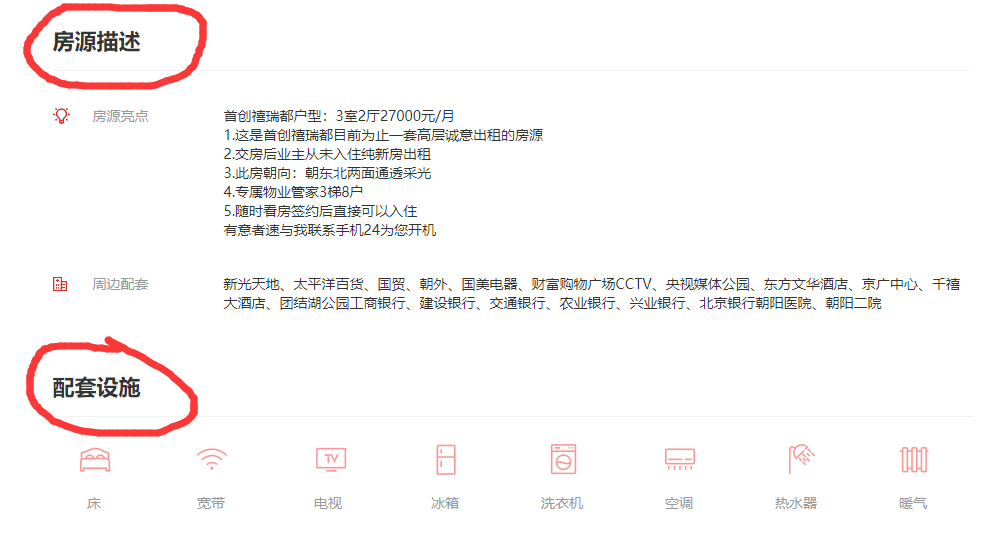 房源描述
房源亮点
首创禧瑞都户型：3室2厅27000元/月
1.这是首创禧瑞都目前为止一套高层诚意出租的房源
2.交房后业主从未入住纯新房出租
3.此房朝向：朝东北两面通透采光
4.专属物业管家3梯8户
5.随时看房签约后直接可以入住
有意者速与我联系手机24为您开机
周边配套
新光天地、太平洋百货、国贸、朝外、国美电器、财富购物广场CCTV、央视媒体公园、东方文华酒店、京广中心、千禧
大酒店、团结湖公园工商银行、建设银行、交通银行、农业银行、兴业银行、北京银行朝阳医院、朝阳二院
配套设施
TV
床 宽带 电视 冰箱 洗衣机 空调 热水器 暖气